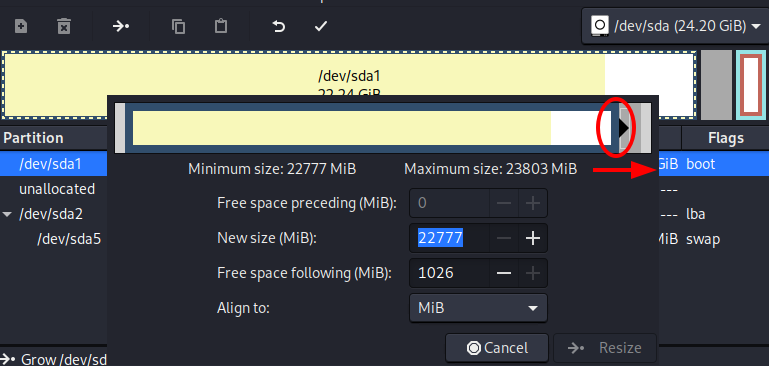 /dev/sda (24.20 GiB)
/dev/sda1
22.24 GiB
Partition
Flags
Minimum size: 22777 MiB
Maximum size: 23803 MiB
/dev/sda1
GiB
boot
unallocated
---
Free space preceding (MiB):
0
/dev/sda2
---
lba
/dev/sda5
New size (MiB):
22777
MiB
swap
Free space following (MiB):
1026
Align to:
MiB
Cancel
Resize
Grow /dev/sd